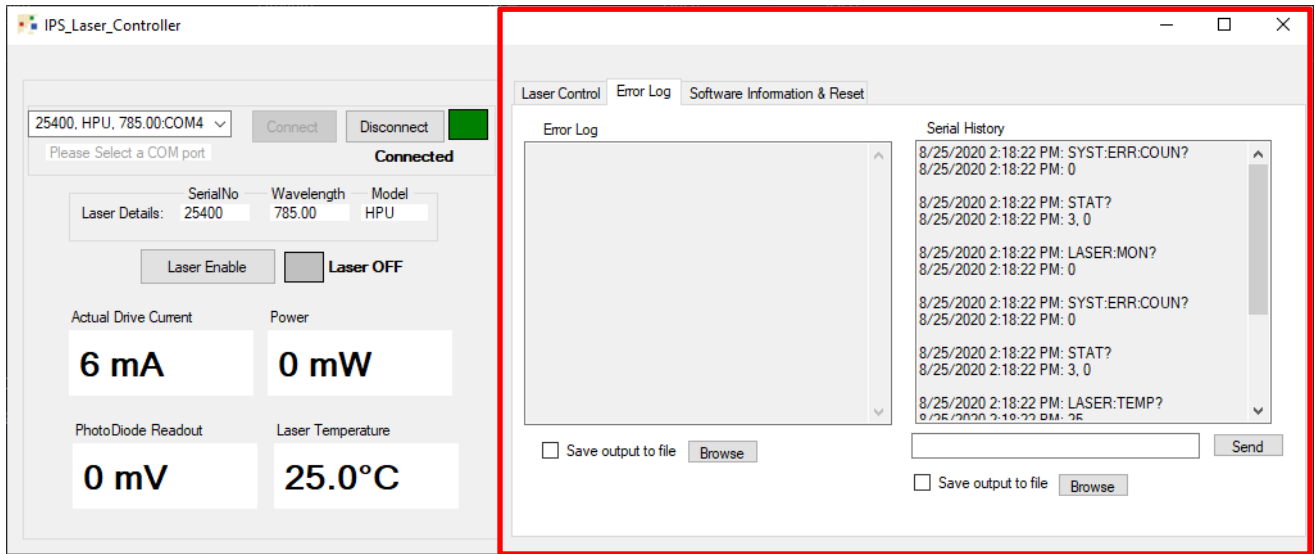 IPS_Laser_Controller
Laser Control Error Log Software Information & Reset
25400, HPU, 785.00:COM4 Connect Disconnect
Please Select a COM port Connected
SerialNo Wavelength Model
Laser Details: 25400 785.00 HPU
Laser Enable Laser OFF
Actual Drive Current Power
6 mA 0 mW
PhotoDiode Readout Laser Temperature
0 mV 25.0°C
Error Log
Save output to file Browse
Serial History
8/25/2020 2:18:22 PM: SYST:ERR:COUN?
8/25/2020 2:18:22 PM: 0
8/25/2020 2:18:22 PM: STAT?
8/25/2020 2:18:22 PM: 3, 0
8/25/2020 2:18:22 PM: LASER:MON?
8/25/2020 2:18:22 PM: 0
8/25/2020 2:18:22 PM: SYST:ERR:COUN?
8/25/2020 2:18:22 PM: 0
8/25/2020 2:18:22 PM: STAT?
8/25/2020 2:18:22 PM: 3, 0
8/25/2020 2:18:22 PM: LASER:TEMP?
8/25/2020 2:18:22 PM: 25
Send
Save output to file Browse